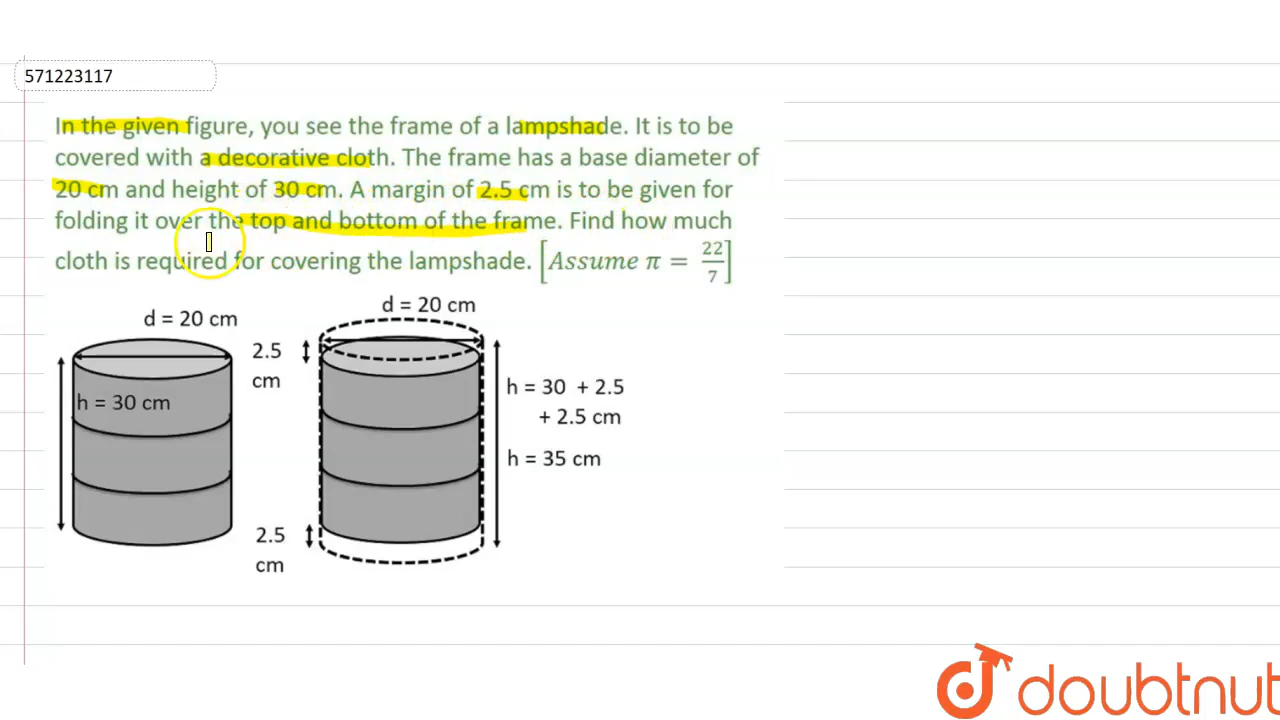 571223117
In the given figure, you see the frame of a lampshade. It is to be
covered with a decorative cloth. The frame has a base diameter of
20 cm and height of 30 cm. A margin of 2.5 cm is to be given for
folding it over the top and bottom of the frame. Find how much
cloth is required for covering the lampshade. [Assume π = 22/7]
d = 20 cm
h = 30 cm
d = 20 cm
2.5
cm
h = 30 + 2.5
+ 2.5 cm
h = 35 cm
2.5
cm
doubtnut